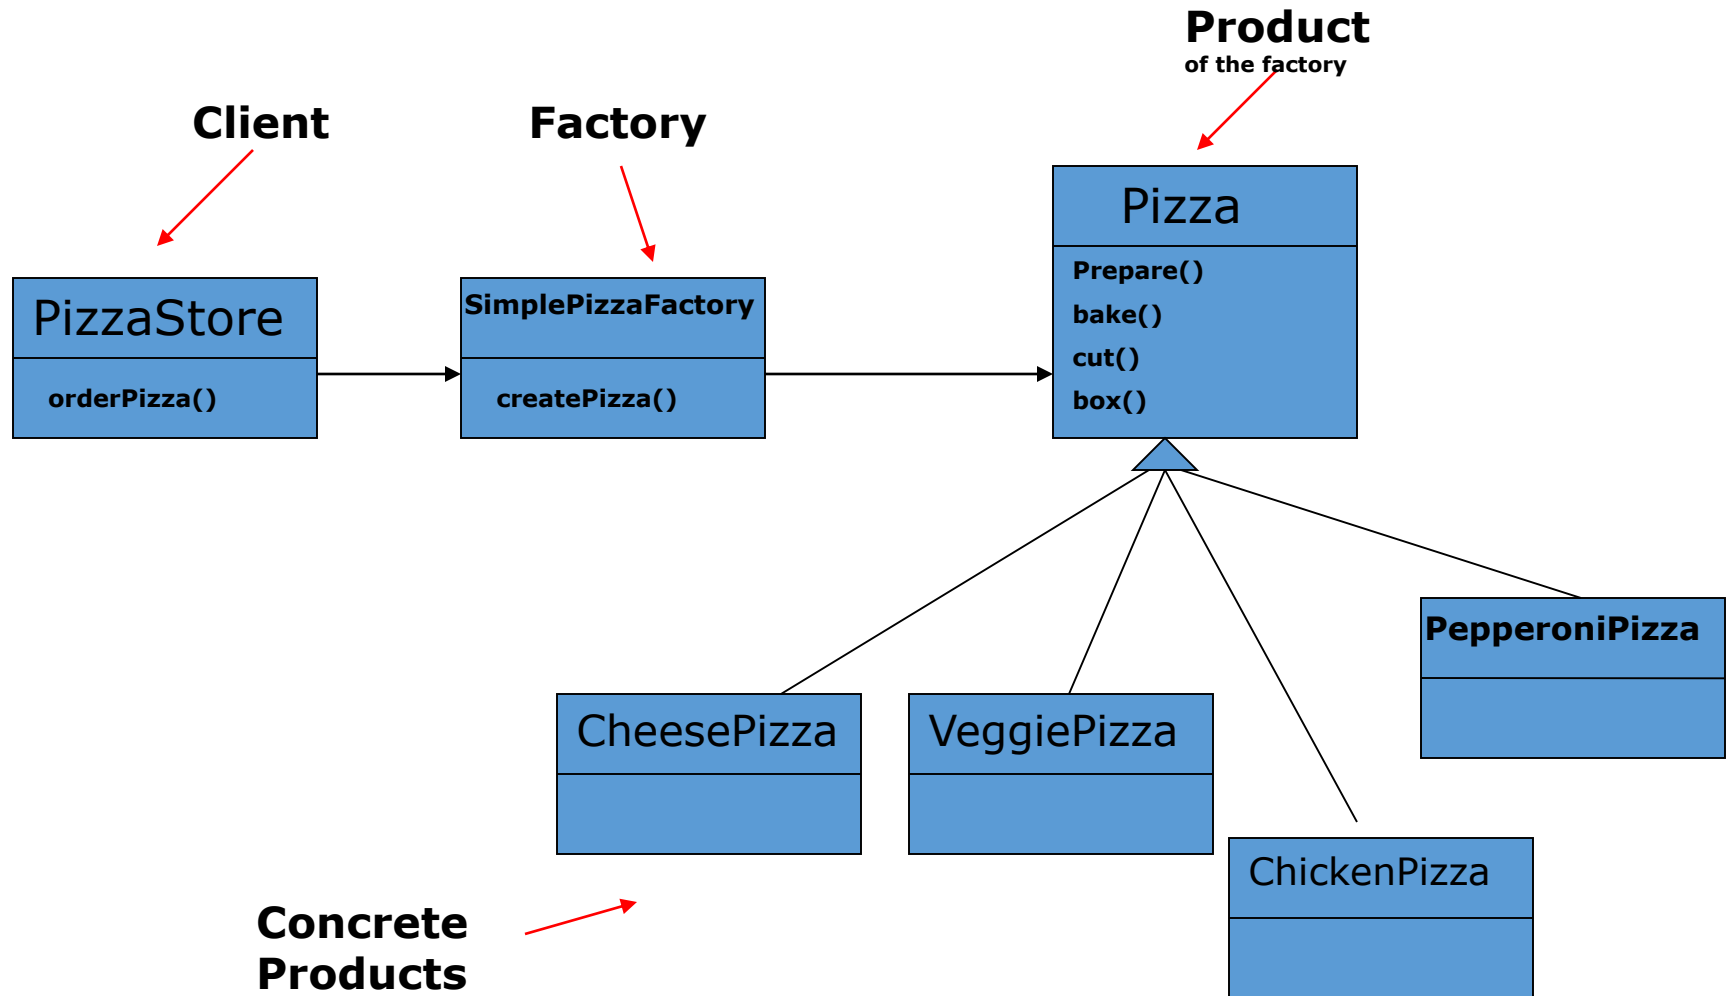 Product
of the factory
Client
Factory
Pizza
Prepare()
bake()
cut()
box()
PizzaStore
orderPizza()
SimplePizzaFactory
createPizza()
PepperoniPizza
CheesePizza
VeggiePizza
ChickenPizza
Concrete
Products